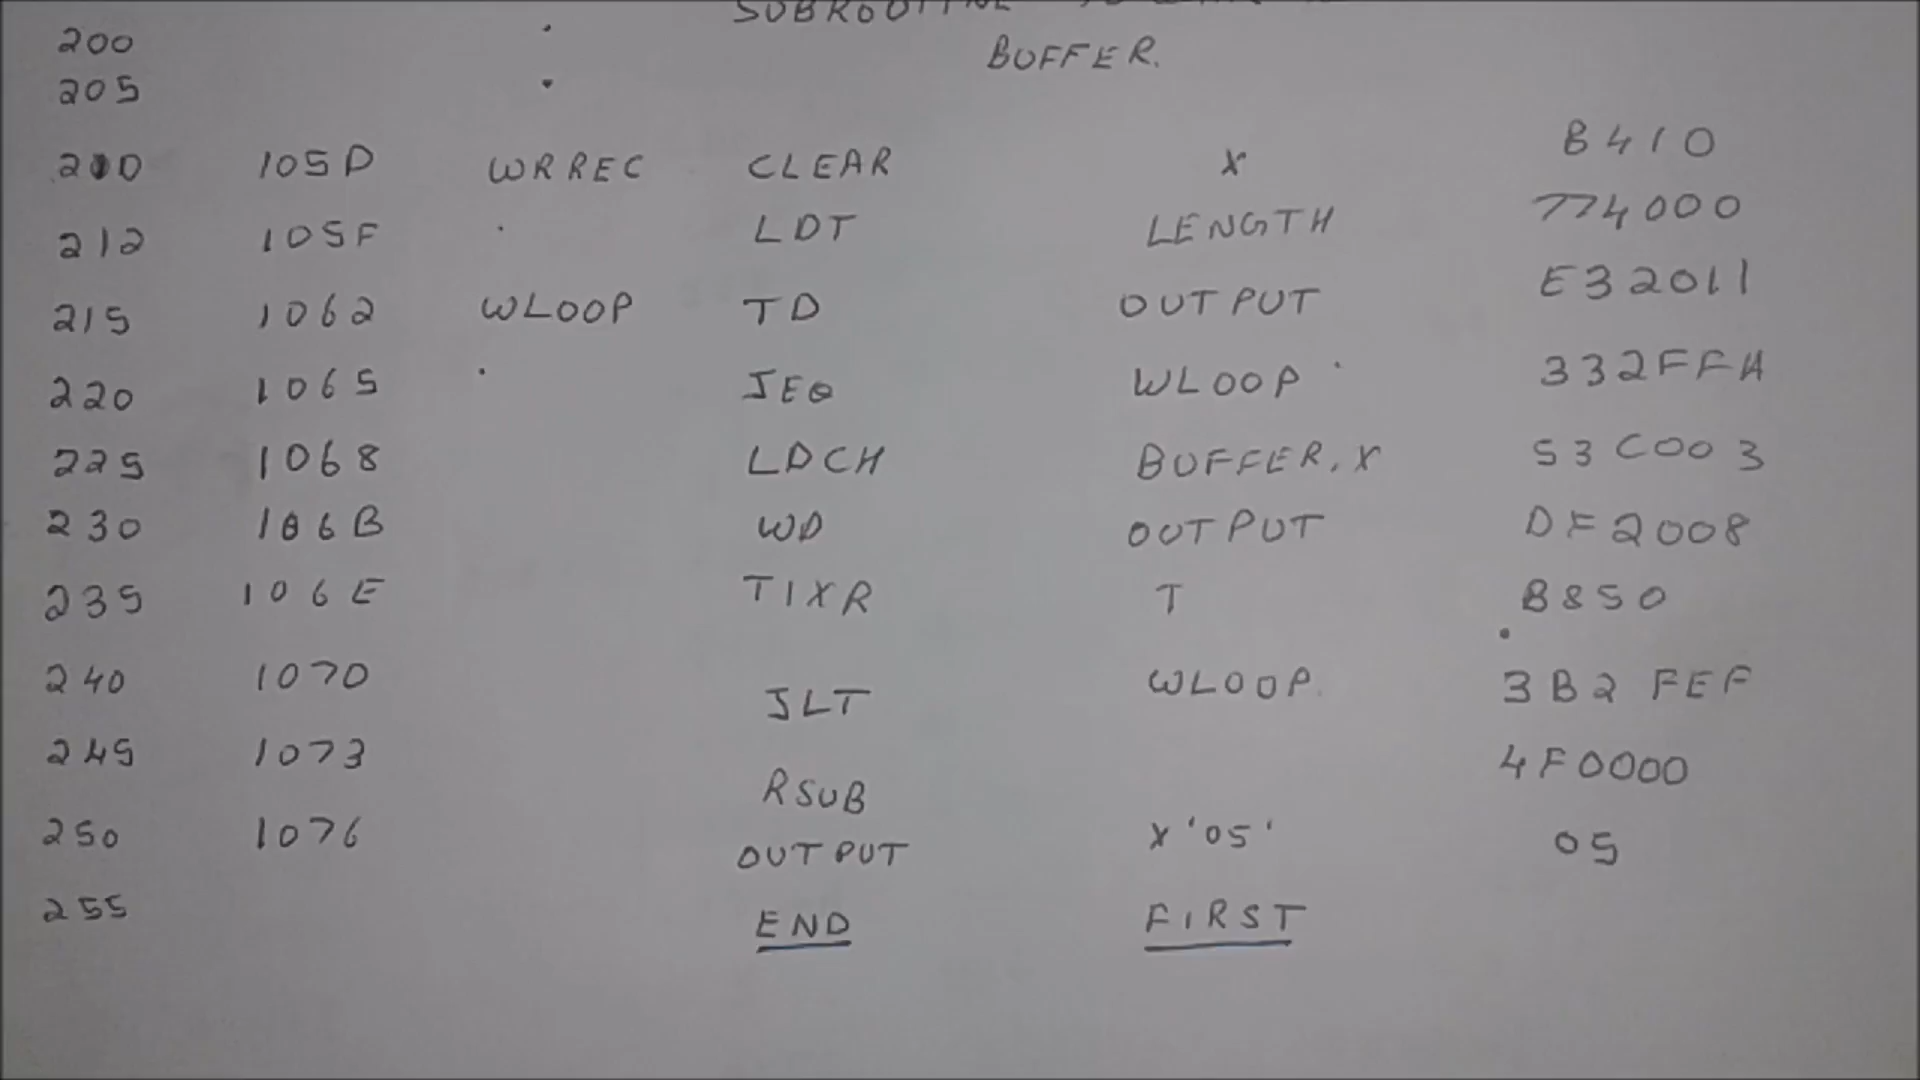 SUBROUTINE
200 .
BUFFER.
205 .
210 105D WRREC CLEAR X B410
212 105F LDT LENGTH 774000
215 1062 WLOOP TD OUTPUT E32011
220 1065 JEQ WLOOP 332FFA
225 1068 LDCH BUFFER,X 53C003
230 106B WD OUTPUT DF2008
235 106E TIXR T B850
240 1070 JLT WLOOP 3B2FEF
245 1073 RSUB 4F0000
250 1076 OUTPUT X'05' 05
255 END FIRST